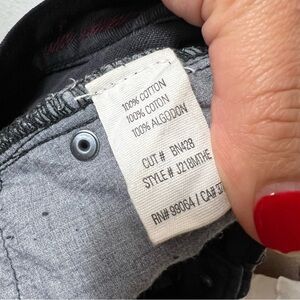 100% COTTON
100% COTON
100% ALGODON
CUT# BN428
STYLE# J218MTHE
RN# 99064 / CA#